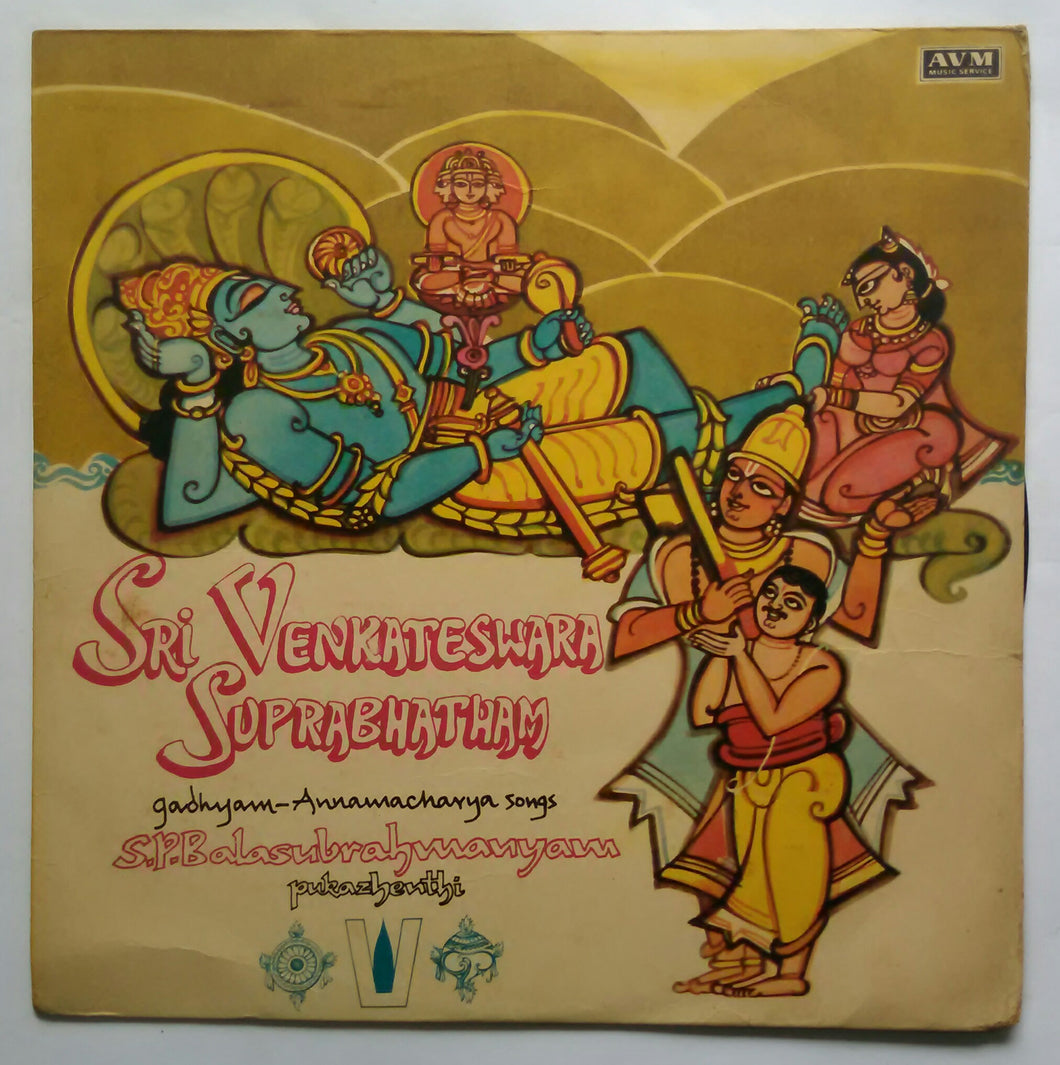 AVM
MUSIC SERVICE
SRI VENKATESWARA
SUPRABHATHAM
gadhyam-Annamacharya songs
S.P.Balasubrahmanyam
pukazhenthi